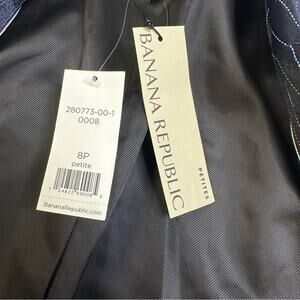 280773-00-1
0008
8P
petite
BananaRepublic.com
BANANA REPUBLIC
PETITES